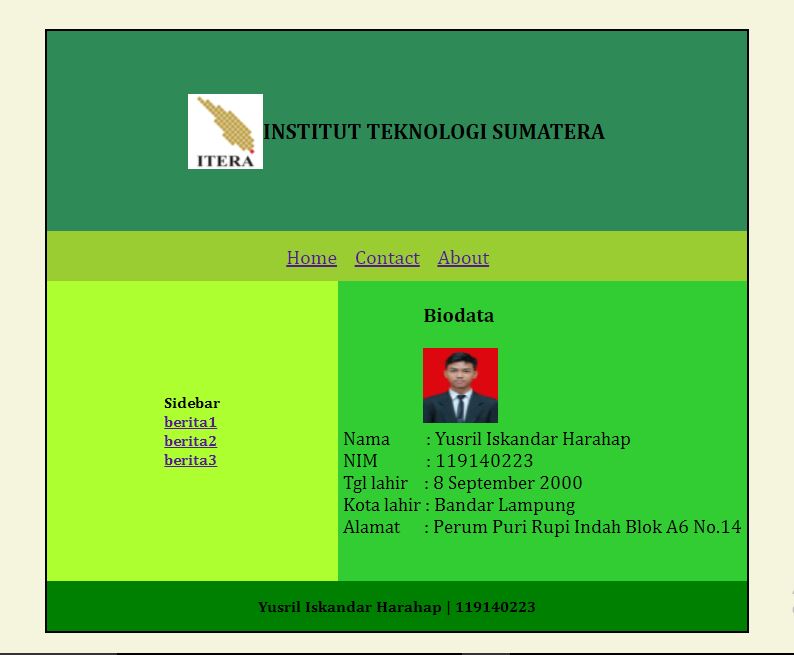 ITERA
INSTITUT TEKNOLOGI SUMATERA
Home Contact About
Sidebar
berita1
berita2
berita3
Biodata
Nama : Yusril Iskandar Harahap
NIM : 119140223
Tgl lahir : 8 September 2000
Kota lahir : Bandar Lampung
Alamat : Perum Puri Rupi Indah Blok A6 No.14
Yusril Iskandar Harahap | 119140223